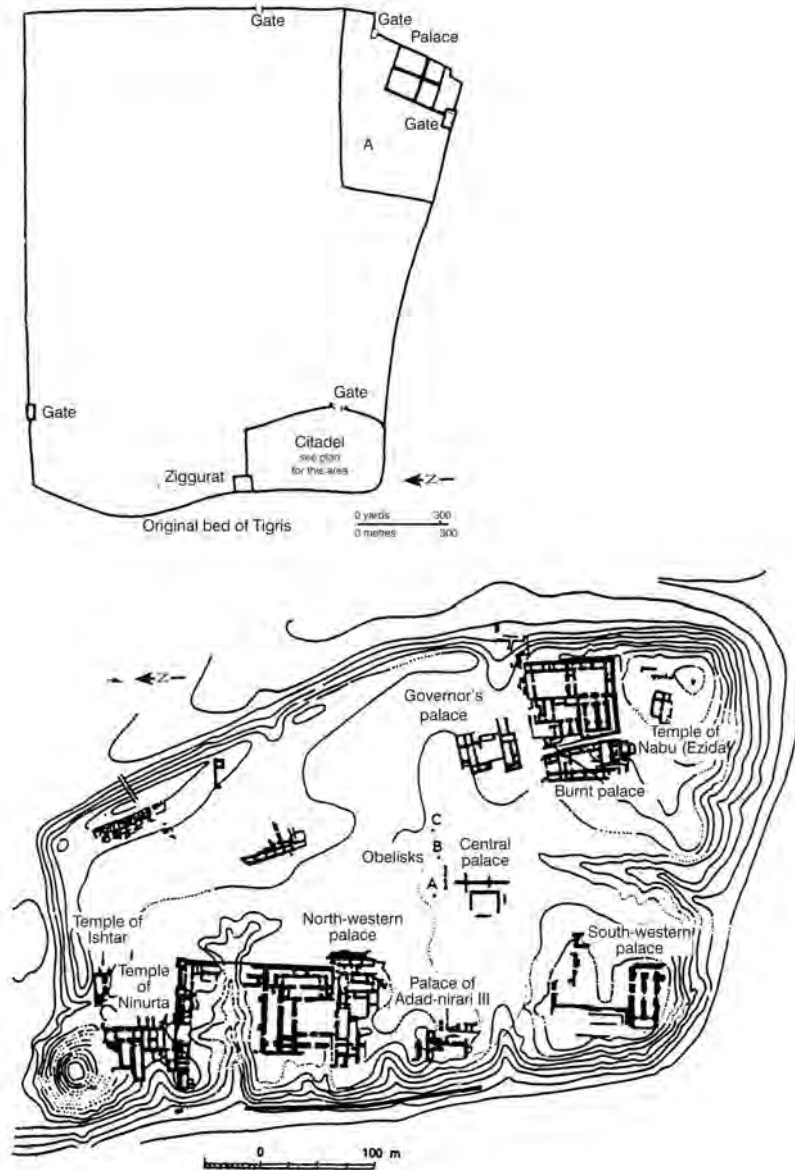 Gate
Gate
Palace
Gate
A
Gate
Gate
Citadel
see plan
for this area
Ziggurat
N
Original bed of Tigris
0 yards 300
0 metres 300
N
Governor's
palace
Temple of
Nabu (Ezida)
Burnt palace
C
B
Obelisks
Central
palace
A
Temple of
Ishtar
North-western
palace
South-western
palace
Temple
of
Ninurta
Palace of
Adad-nirari III
0 100 m